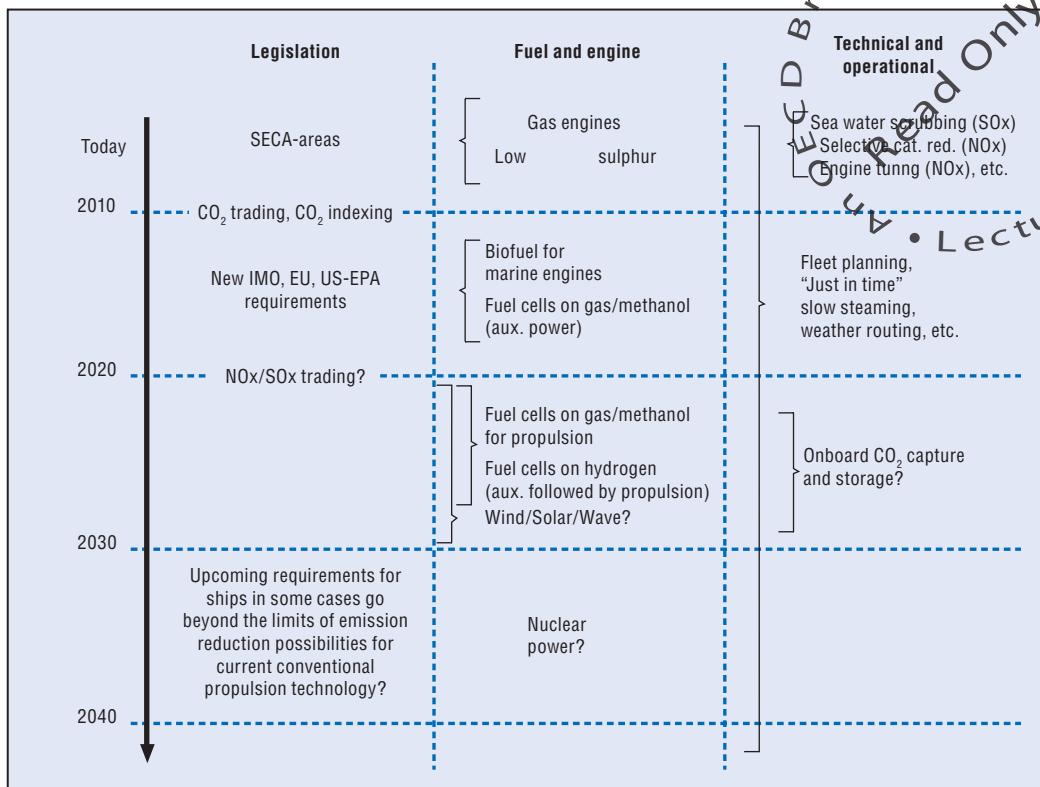 Legislation
Fuel and engine
Technical and
operational
Today
SECA-areas
Gas engines
Low sulphur
Sea water scrubbing (SOx)
Selective cat. red. (NOx)
Engine tunng (NOx), etc.
2010
CO2 trading, CO2 indexing
New IMO, EU, US-EPA
requirements
Biofuel for
marine engines
Fuel cells on gas/methanol
(aux. power)
Fleet planning,
“Just in time”
slow steaming,
weather routing, etc.
2020
NOx/SOx trading?
Fuel cells on gas/methanol
for propulsion
Fuel cells on hydrogen
(aux. followed by propulsion)
Wind/Solar/Wave?
Onboard CO2 capture
and storage?
2030
Upcoming requirements for
ships in some cases go
beyond the limits of emission
reduction possibilities for
current conventional
propulsion technology?
Nuclear
power?
2040
An OECD
Read Only
• Lectu